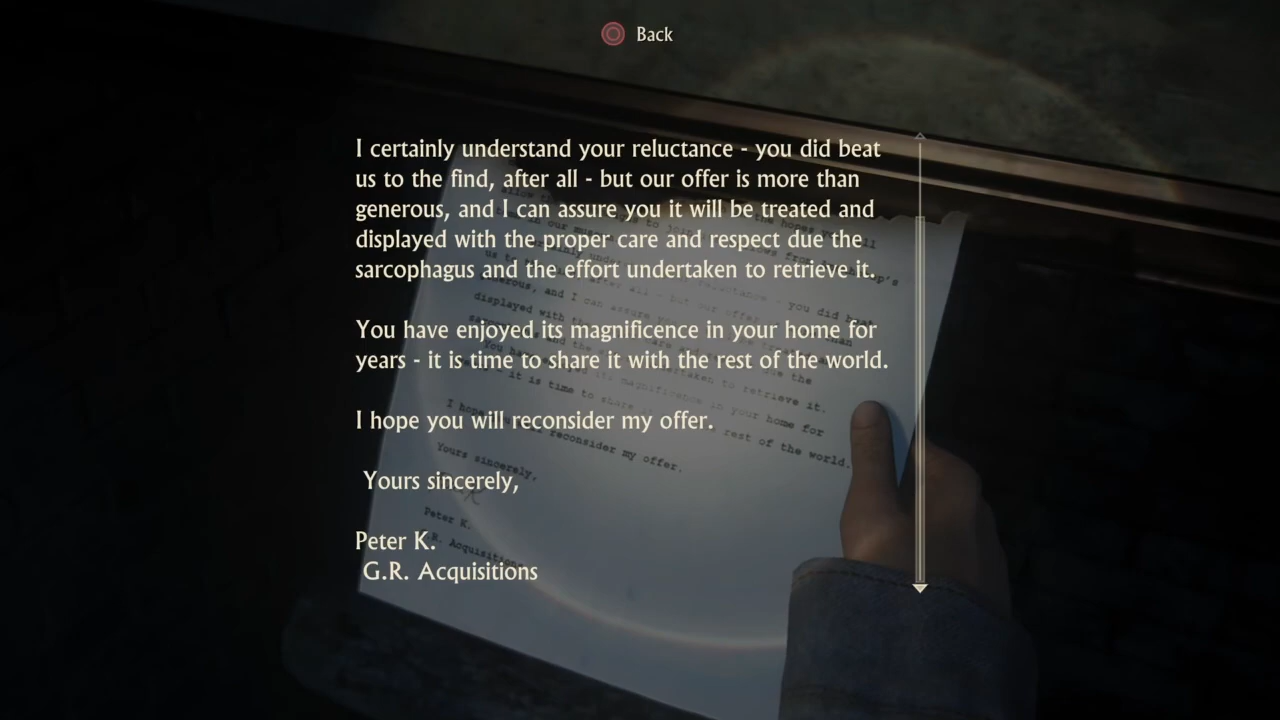 Back
I certainly understand your reluctance - you did beat
us to the find, after all - but our offer is more than
generous, and I can assure you it will be treated and
displayed with the proper care and respect due the
sarcophagus and the effort undertaken to retrieve it.
You have enjoyed its magnificence in your home for
years - it is time to share it with the rest of the world.
I hope you will reconsider my offer.
Yours sincerely,
Peter K.
G.R. Acquisitions